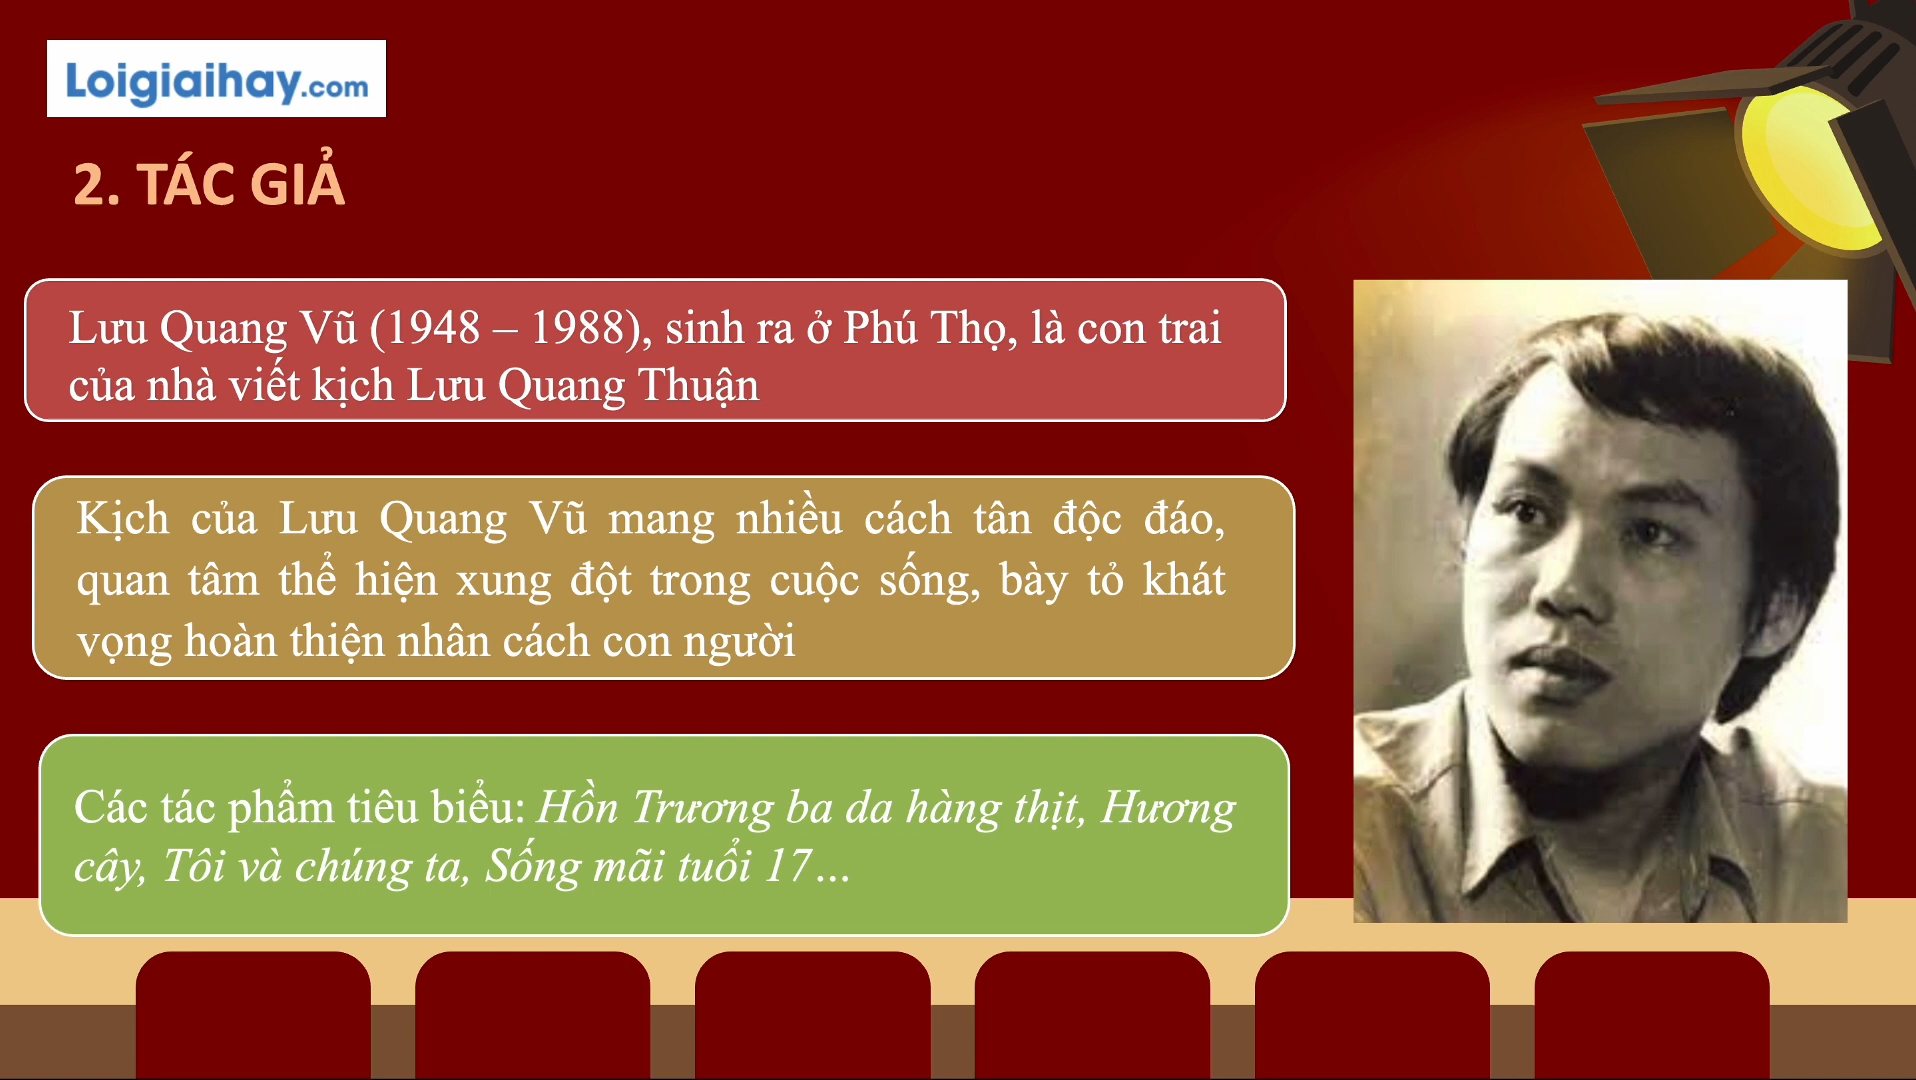 Loigiaihay.com
2. TÁC GIẢ
Lưu Quang Vũ (1948 – 1988), sinh ra ở Phú Thọ, là con trai
của nhà viết kịch Lưu Quang Thuận
Kịch của Lưu Quang Vũ mang nhiều cách tân độc đáo,
quan tâm thể hiện xung đột trong cuộc sống, bày tỏ khát
vọng hoàn thiện nhân cách con người
Các tác phẩm tiêu biểu: Hồn Trương ba da hàng thịt, Hương
cây, Tôi và chúng ta, Sống mãi tuổi 17…